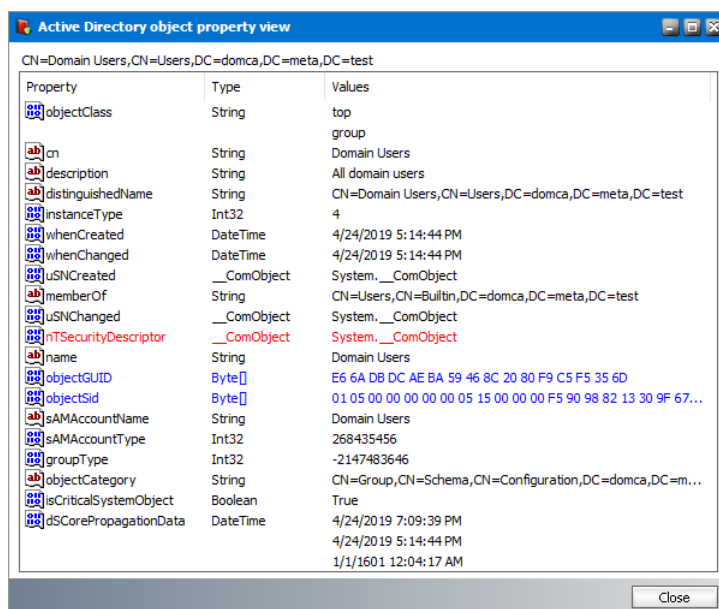 Active Directory object property view
CN=Domain Users,CN=Users,DC=domca,DC=meta,DC=test
Property Type Values
objectClass String top
group
cn String Domain Users
description String All domain users
distinguishedName String CN=Domain Users,CN=Users,DC=domca,DC=meta,DC=test
instanceType Int32 4
whenCreated DateTime 4/24/2019 5:14:44 PM
whenChanged DateTime 4/24/2019 5:14:44 PM
uSNCreated __ComObject System.__ComObject
memberOf String CN=Users,CN=Builtin,DC=domca,DC=meta,DC=test
uSNChanged __ComObject System.__ComObject
nTSecurityDescriptor __ComObject System.__ComObject
name String Domain Users
objectGUID Byte[] E6 6A DB DC AE BA 59 46 8C 20 80 F9 C5 F5 35 6D
objectSid Byte[] 01 05 00 00 00 00 00 05 15 00 00 00 F5 90 98 82 13 30 9F 67...
sAMAccountName String Domain Users
sAMAccountType Int32 268435456
groupType Int32 -2147483646
objectCategory String CN=Group,CN=Schema,CN=Configuration,DC=domca,DC=m...
isCriticalSystemObject Boolean True
dSCorePropagationData DateTime 4/24/2019 7:09:39 PM
4/24/2019 5:14:44 PM
1/1/1601 12:04:17 AM
Close